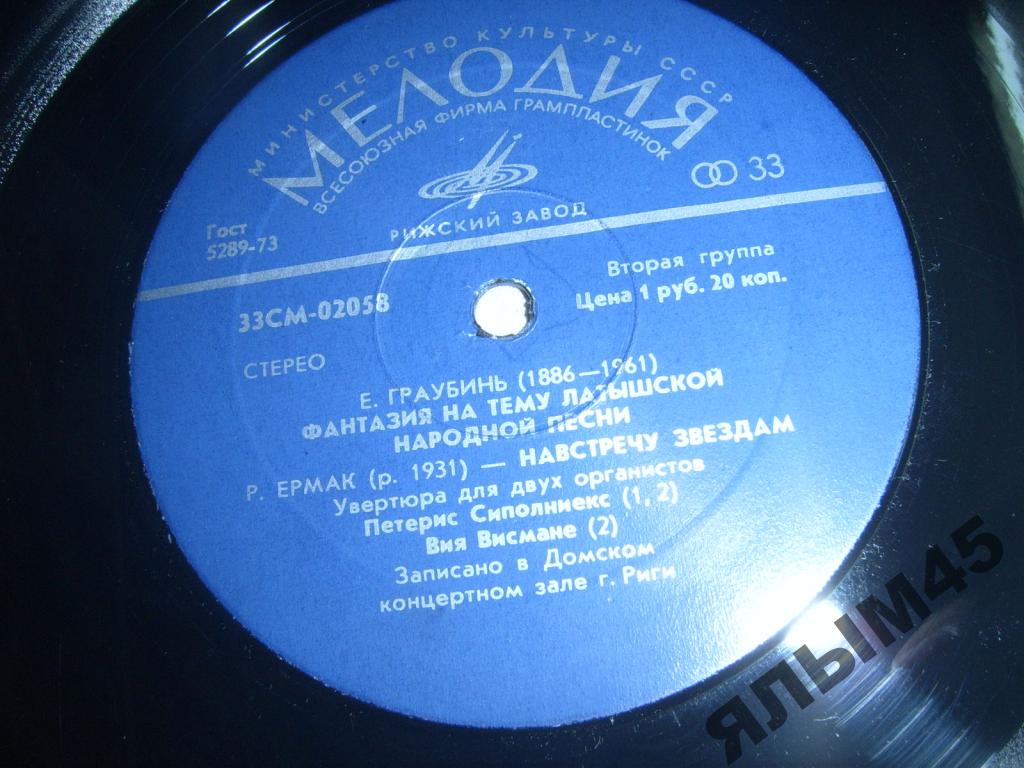 МИНИСТЕРСТВО КУЛЬТУРЫ СССР
МЕЛОДИЯ
ВСЕСОЮЗНАЯ ФИРМА ГРАМПЛАСТИНОК
33
РИЖСКИЙ ЗАВОД
Гост
5289-73
Вторая группа
Цена 1 руб. 20 коп.
33СМ-02058
СТЕРЕО
Е. ГРАУБИНЬ (1886—1961)
ФАНТАЗИЯ НА ТЕМУ ЛАТЫШСКОЙ
НАРОДНОЙ ПЕСНИ
Р. ЕРМАК (р. 1931) — НАВСТРЕЧУ ЗВЕЗДАМ
Увертюра для двух органистов
Петерис Сиполниекс (1, 2)
Вия Висмане (2)
Записано в Домском
концертном зале г. Риги
ЯЛЫМ45